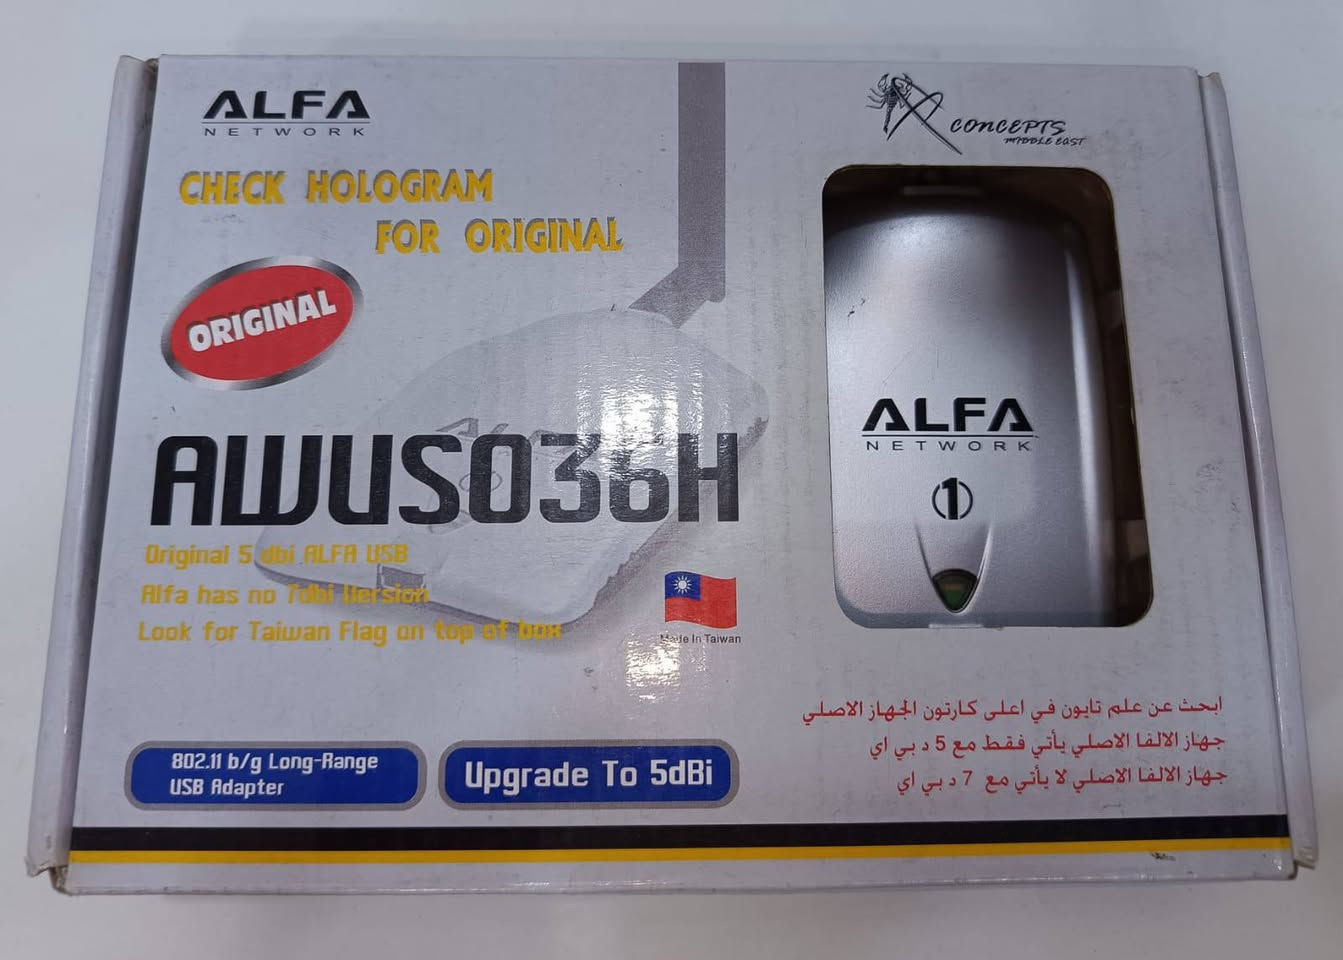 ALFA
NETWORK
CONCEPTS
MIDDLE EAST
CHECK HOLOGRAM
FOR ORIGINAL
ORIGINAL
AWUS036H
Original 5 dbi ALFA USB
Alfa has no 7dbi Version
Look for Taiwan Flag on top of box
Made In Taiwan
802.11 b/g Long-Range
USB Adapter
Upgrade To 5dBi
ALFA
NETWORK
1
ابحث عن علم تايون في اعلى كارتون الجهاز الاصلي
جهاز الالفا الاصلي يأتي فقط مع 5 د بي اي
جهاز الالفا الاصلي لا يأتي مع 7 د بي اي